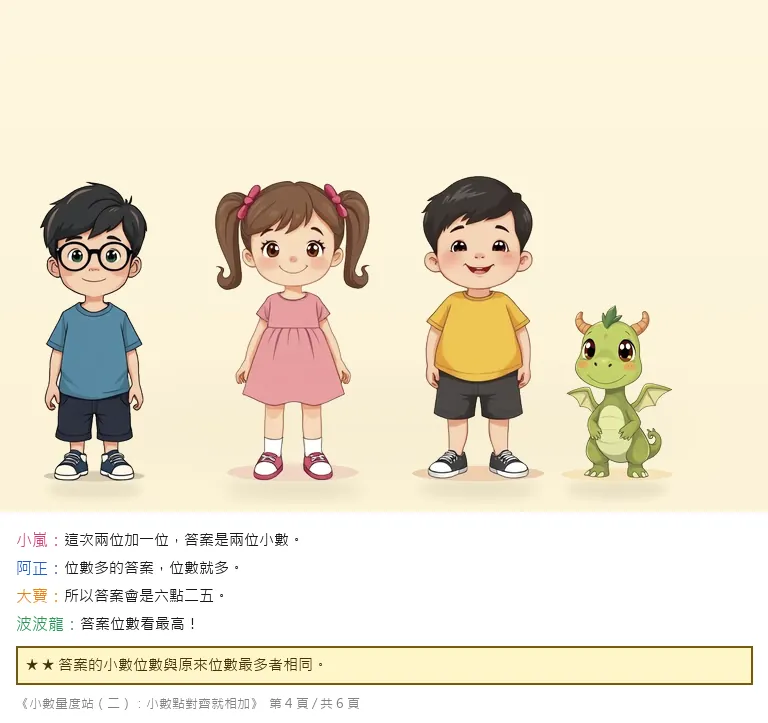 小嵐：這次兩位加一位，答案是兩位小數。
阿正：位數多的答案，位數就多。
大寶：所以答案會是六點二五。
波波龍：答案位數看最高！
★★答案的小數位數與原來位數最多者相同。
《小數量度站（二）：小數點對齊就相加》 第 4 頁 / 共 6 頁